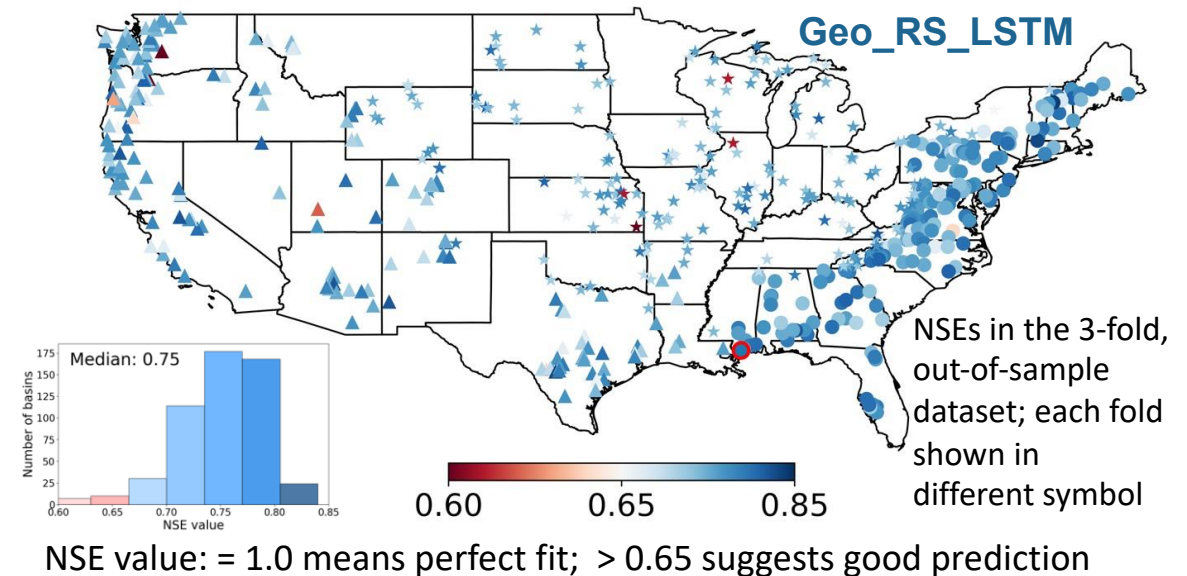 Geo_RS_LSTM
NSEs in the 3-fold,
out-of-sample
dataset; each fold
shown in
different symbol
Median: 0.75
Number of basins
175
150
125
100
75
50
25
0
0.60 0.65 0.70 0.75 0.80 0.85
NSE value
0.60 0.65 0.85
NSE value: = 1.0 means perfect fit; > 0.65 suggests good prediction